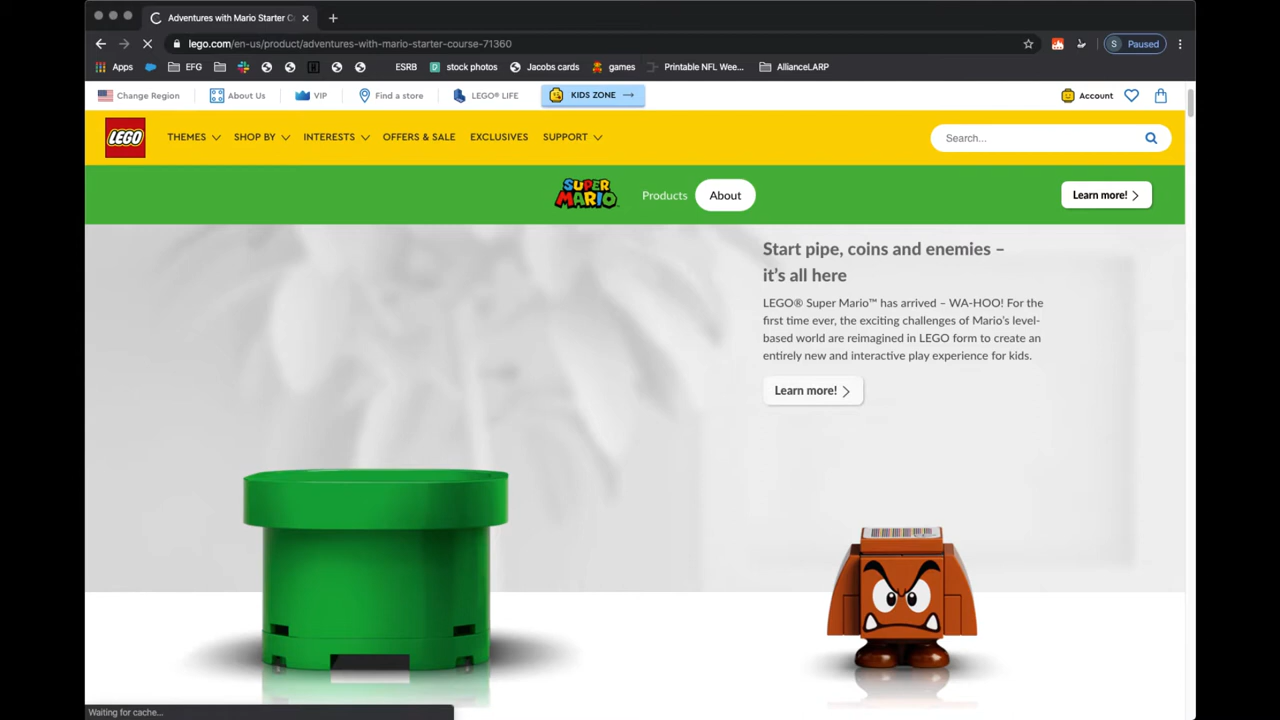 Adventures with Mario Starter C
lego.com/en-us/product/adventures-with-mario-starter-course-71360
S Paused
Apps EFG ESRB stock photos Jacobs cards games Printable NFL Wee... AllianceLARP
Change Region About Us VIP Find a store LEGO® LIFE KIDS ZONE Account
LEGO THEMES SHOP BY INTERESTS OFFERS & SALE EXCLUSIVES SUPPORT Search...
SUPER MARIO Products About Learn more!
Start pipe, coins and enemies –
it's all here
LEGO® Super Mario™ has arrived – WA-HOO! For the
first time ever, the exciting challenges of Mario's level-
based world are reimagined in LEGO form to create an
entirely new and interactive play experience for kids.
Learn more!
Waiting for cache...